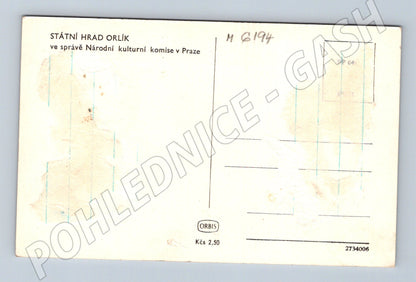 STÁTNÍ HRAD ORLÍK
ve správě Národní kulturní komise v Praze
M 6194
POHLEDNICE - GASH
ORBIS
Kčs 2,50
2734006